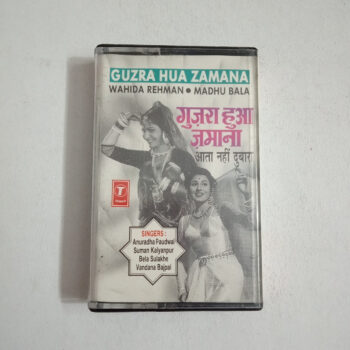 GUZRA HUA ZAMANA
WAHIDA REHMAN • MADHU BALA
गुज़रा हुआ
ज़माना
आता नहीं दुबारा
T
SINGERS :
Anuradha Paudwal
Suman Kalyanpur
Bela Sulakhe
Vandana Bajpai